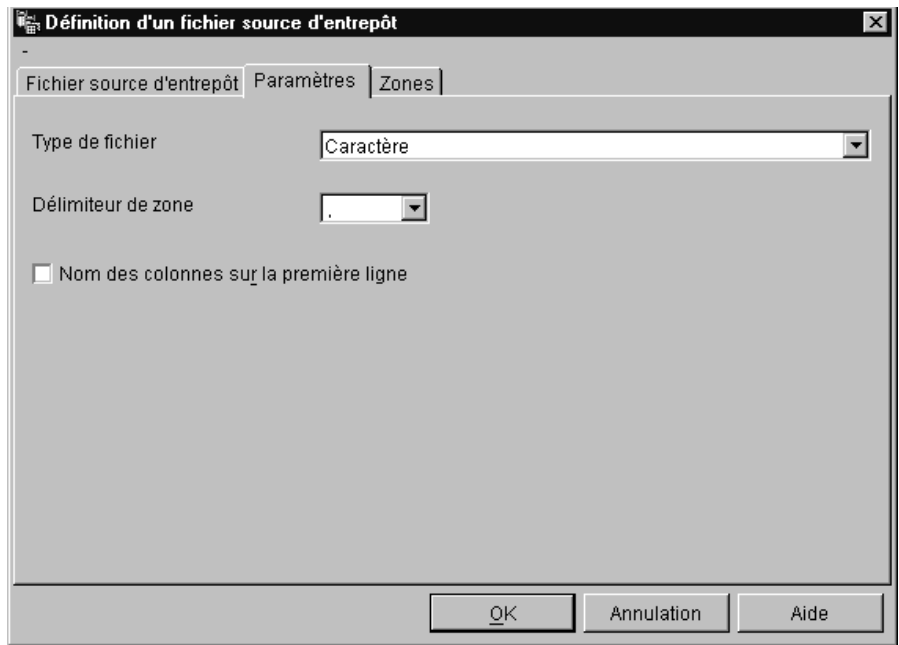 Définition d'un fichier source d'entrepôt
-
Fichier source d'entrepôt Paramètres Zones
Type de fichier Caractère
Délimiteur de zone ,
Nom des colonnes sur la première ligne
OK Annulation Aide